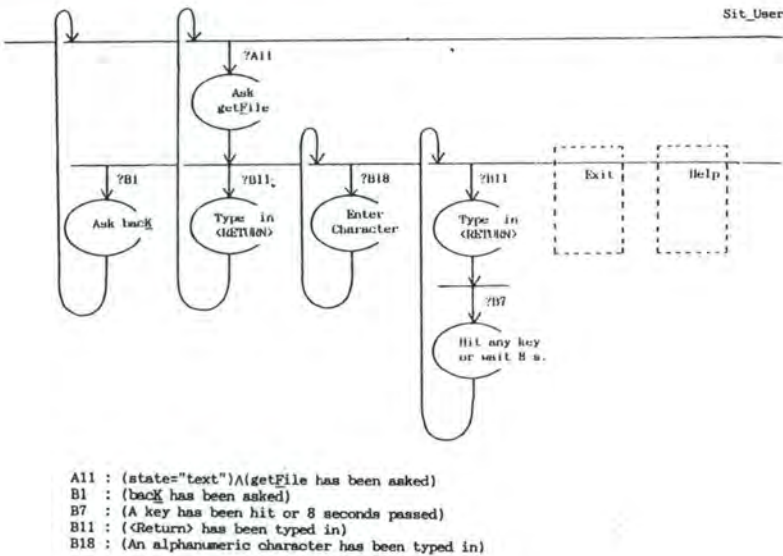 Sit_User
?A11
Ask
getFile
?B1
?B11
?B18
?B11
Exit
Help
Ask bacK
Type in
<RETURN>
Enter
Character
Type in
<RETURN>
?B7
Hit any key
or wait 8 s.
A11 : (state="text")∧(getFile has been asked)
B1 : (bacK has been asked)
B7 : (A key has been hit or 8 seconds passed)
B11 : (<Return> has been typed in)
B18 : (An alphanumeric character has been typed in)